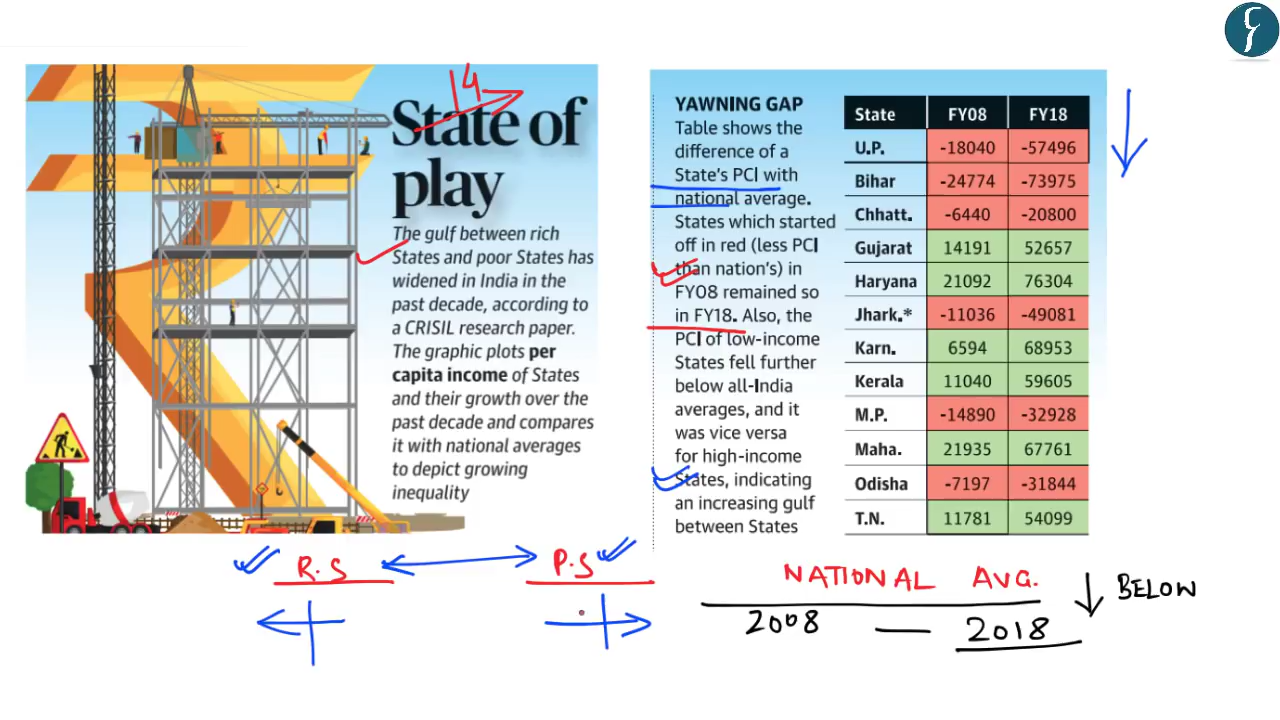 14
State of
play
The gulf between rich
States and poor States has
widened in India in the
past decade, according to
a CRISIL research paper.
The graphic plots per
capita income of States
and their growth over the
past decade and compares
it with national averages
to depict growing
inequality
YAWNING GAP
Table shows the
difference of a
State's PCI with
national average.
States which started
off in red (less PCI
than nation's) in
FY08 remained so
in FY18. Also, the
PCI of low-income
States fell further
below all-India
averages, and it
was vice versa
for high-income
States, indicating
an increasing gulf
between States
State FY08 FY18
U.P. -18040 -57496
Bihar -24774 -73975
Chhatt. -6440 -20800
Gujarat 14191 52657
Haryana 21092 76304
Jhark.* -11036 -49081
Karn. 6594 68953
Kerala 11040 59605
M.P. -14890 -32928
Maha. 21935 67761
Odisha -7197 -31844
T.N. 11781 54099
R.S P.S
NATIONAL AVG.
BELOW
2008 — 2018